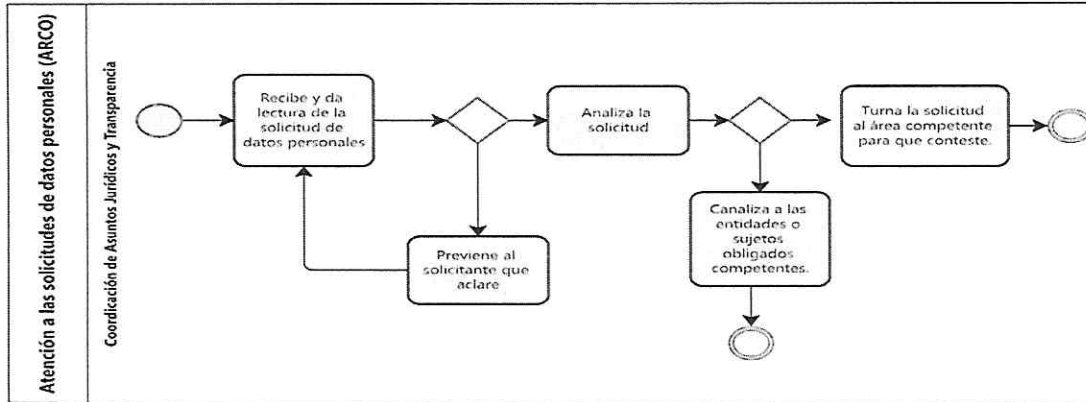 Atención a las solicitudes de datos personales (ARCO)
Coordicación de Asuntos Jurídicos y Transparencia
Recibe y da
lectura de la
solicitud de
datos personales
Previene al
solicitante que
aclare
Analiza la
solicitud
Canaliza a las
entidades o
sujetos
obligados
competentes.
Turna la solicitud
al área competente
para que conteste.